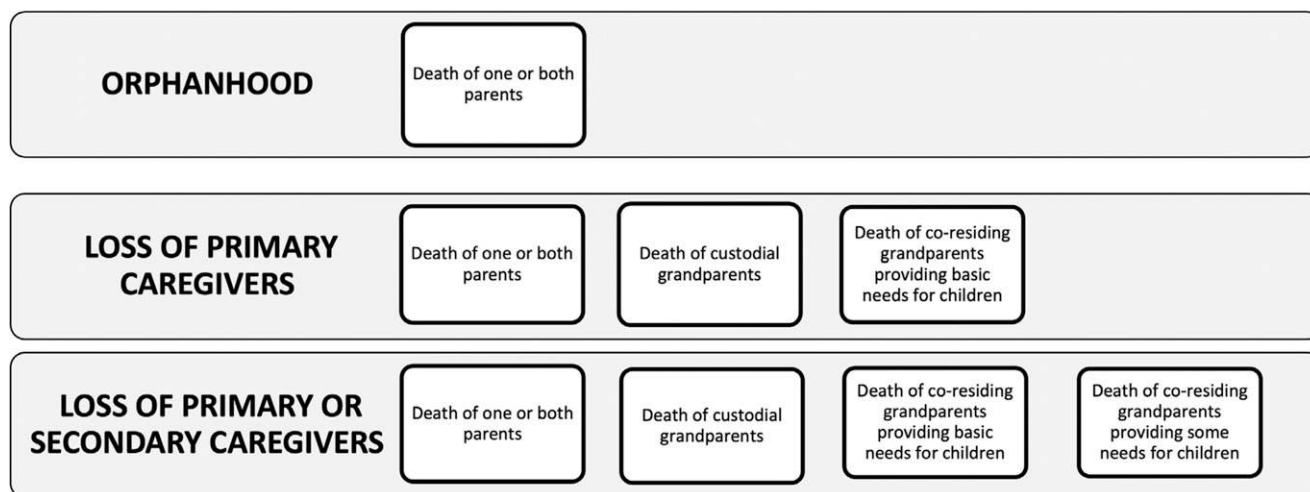 ORPHANHOOD
Death of one or both
parents
LOSS OF PRIMARY
CAREGIVERS
Death of one or both
parents
Death of custodial
grandparents
Death of co-residing
grandparents
providing basic
needs for children
LOSS OF PRIMARY OR
SECONDARY CAREGIVERS
Death of one or both
parents
Death of custodial
grandparents
Death of co-residing
grandparents
providing basic
needs for children
Death of co-residing
grandparents
providing some
needs for children